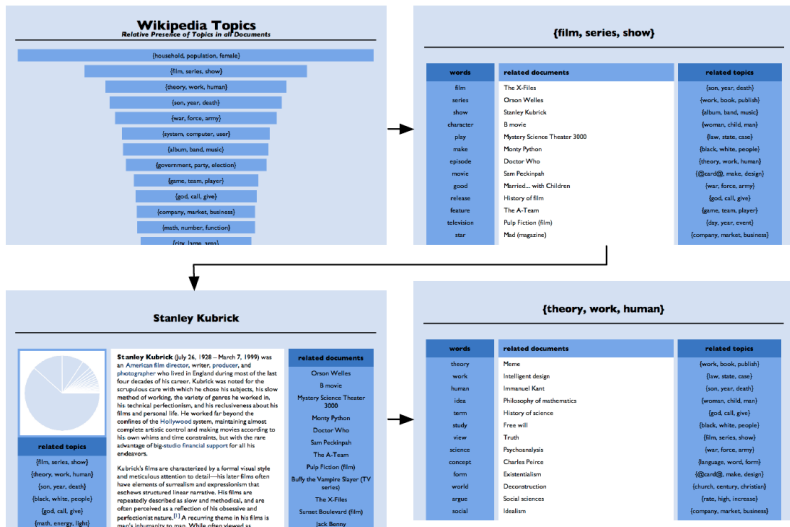 Wikipedia Topics
Relative Presence of Topics in all Documents
{household, population, female}
{film, series, show}
{theory, work, human}
{son, year, death}
{war, force, army}
{system, computer, user}
{album, band, music}
{government, party, election}
{game, team, player}
{god, call, give}
{company, market, business}
{math, number, function}
{film, series, show}
words related documents related topics
film The X-Files {son, year, death}
series Orson Welles {work, book, publish}
show Stanley Kubrick {album, band, music}
character B movie {woman, child, man}
play Mystery Science Theater 3000 {law, state, case}
make Monty Python {black, white, people}
episode Doctor Who {theory, work, human}
movie Sam Peckinpah {@card@, make, design}
good Married... with Children {war, force, army}
release History of film {god, call, give}
feature The A-Team {game, team, player}
television Pulp Fiction (film) {day, year, event}
star Mad (magazine) {company, market, business}
Stanley Kubrick
related topics
{film, series, show}
{theory, work, human}
{son, year, death}
{black, white, people}
{god, call, give}
{math, energy, light}
Stanley Kubrick (July 26, 1928 – March 7, 1999) was
an American film director, writer, producer, and
photographer who lived in England during most of the last
four decades of his career. Kubrick was noted for the
scrupulous care with which he chose his subjects, his slow
method of working, the variety of genres he worked in,
his technical perfectionism, and his reclusiveness about his
films and personal life. He worked far beyond the
confines of the Hollywood system, maintaining almost
complete artistic control and making movies according to
his own whims and time constraints, but with the rare
advantage of big-studio financial support for all his
endeavors.
Kubrick's films are characterized by a formal visual style
and meticulous attention to detail—his later films often
have elements of surrealism and expressionism that
eschews structured linear narrative. His films are
repeatedly described as slow and methodical, and are
often perceived as a reflection of his obsessive and
perfectionist nature.[1] A recurring theme in his films is
man's inhumanity to man. While often viewed as
related documents
Orson Welles
B movie
Mystery Science Theater
3000
Monty Python
Doctor Who
Sam Peckinpah
The A-Team
Pulp Fiction (film)
Buffy the Vampire Slayer (TV
series)
The X-Files
Sunset Boulevard (film)
Jack Benny
{theory, work, human}
words related documents related topics
theory Meme {work, book, publish}
work Intelligent design {law, state, case}
human Immanuel Kant {son, year, death}
idea Philosophy of mathematics {woman, child, man}
term History of science {god, call, give}
study Free will {black, white, people}
view Truth {film, series, show}
science Psychoanalysis {war, force, army}
concept Charles Peirce {language, word, form}
form Existentialism {church, century, christian}
world Deconstruction {rate, high, increase}
argue Social sciences {@card@, make, design}
social Idealism {company, market, business}